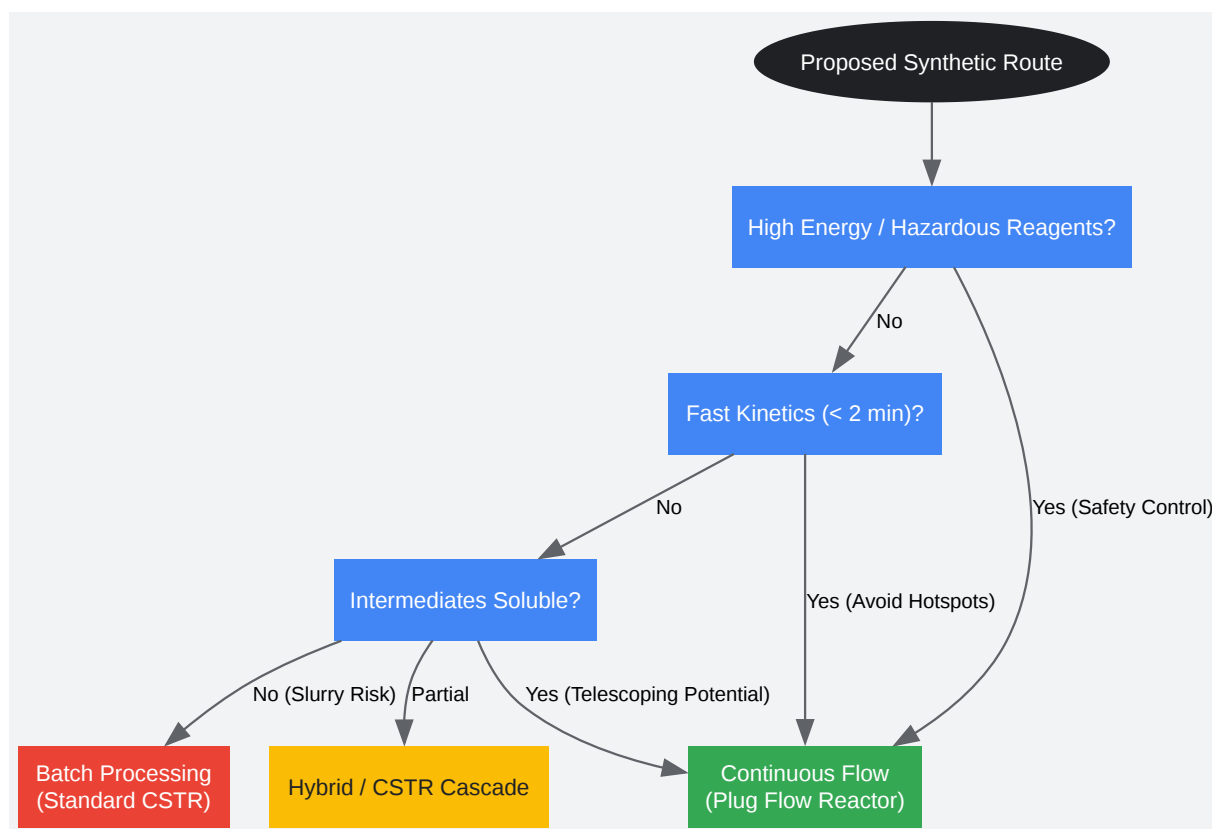 Proposed Synthetic Route
High Energy / Hazardous Reagents?
No
Fast Kinetics (< 2 min)?
No
Yes (Safety Control)
Intermediates Soluble?
Yes (Avoid Hotspots)
No (Slurry Risk)
Partial
Yes (Telescoping Potential)
Batch Processing
(Standard CSTR)
Hybrid / CSTR Cascade
Continuous Flow
(Plug Flow Reactor)